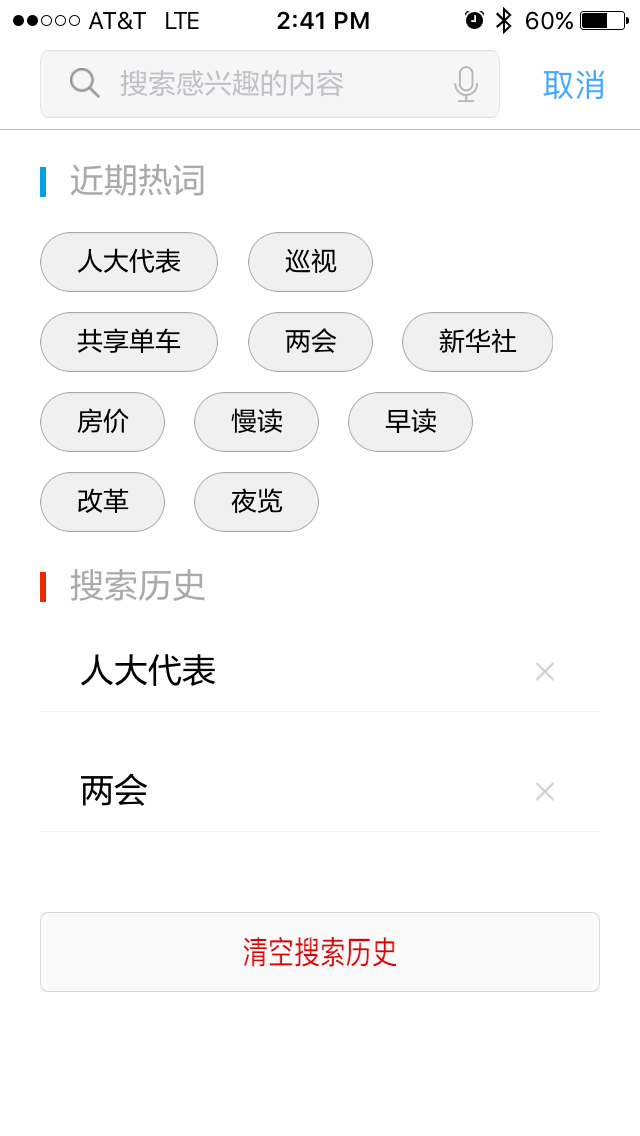 AT&T LTE 2:41 PM 60%
搜索感兴趣的内容 取消
近期热词
人大代表 巡视
共享单车 两会 新华社
房价 慢读 早读
改革 夜览
搜索历史
人大代表
两会
清空搜索历史